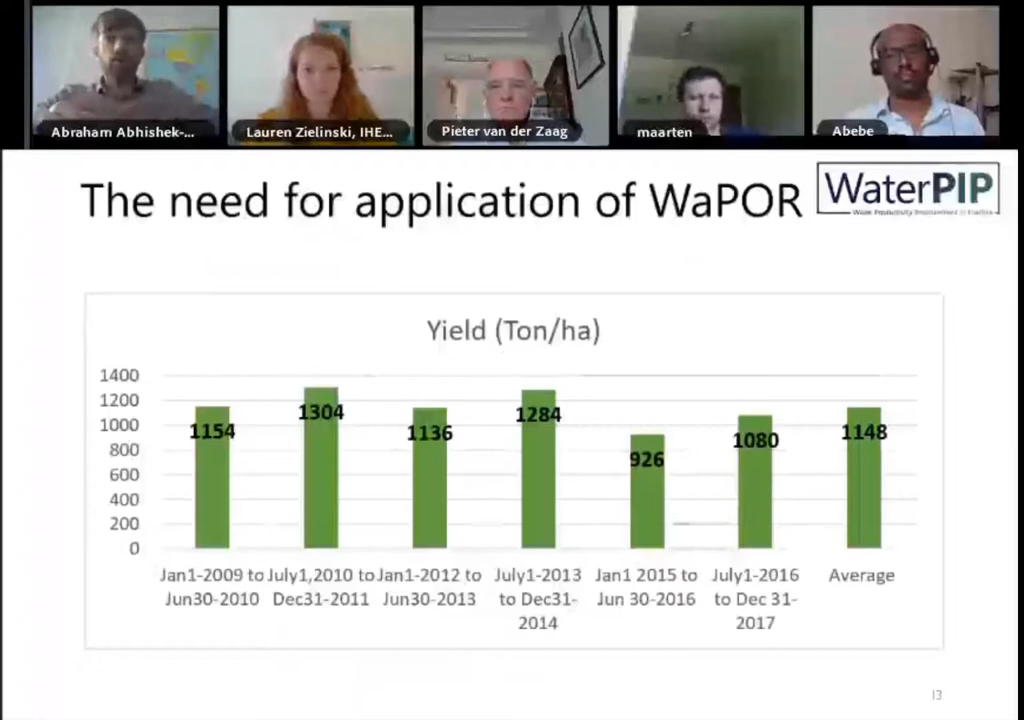 Abraham Abhishek-...
Lauren Zielinski, IHE...
Pieter van der Zaag
maarten
Abebe
The need for application of WaPOR
WaterPIP
Yield (Ton/ha)
1400
1200
1000
800
600
400
200
0
1154
1304
1136
1284
926
1080
1148
Jan1-2009 to
Jun30-2010
July1,2010 to
Dec31-2011
Jan1-2012 to
Jun30-2013
July1-2013
to Dec31-
2014
Jan1 2015 to
Jun 30-2016
July1-2016
to Dec 31-
2017
Average
13